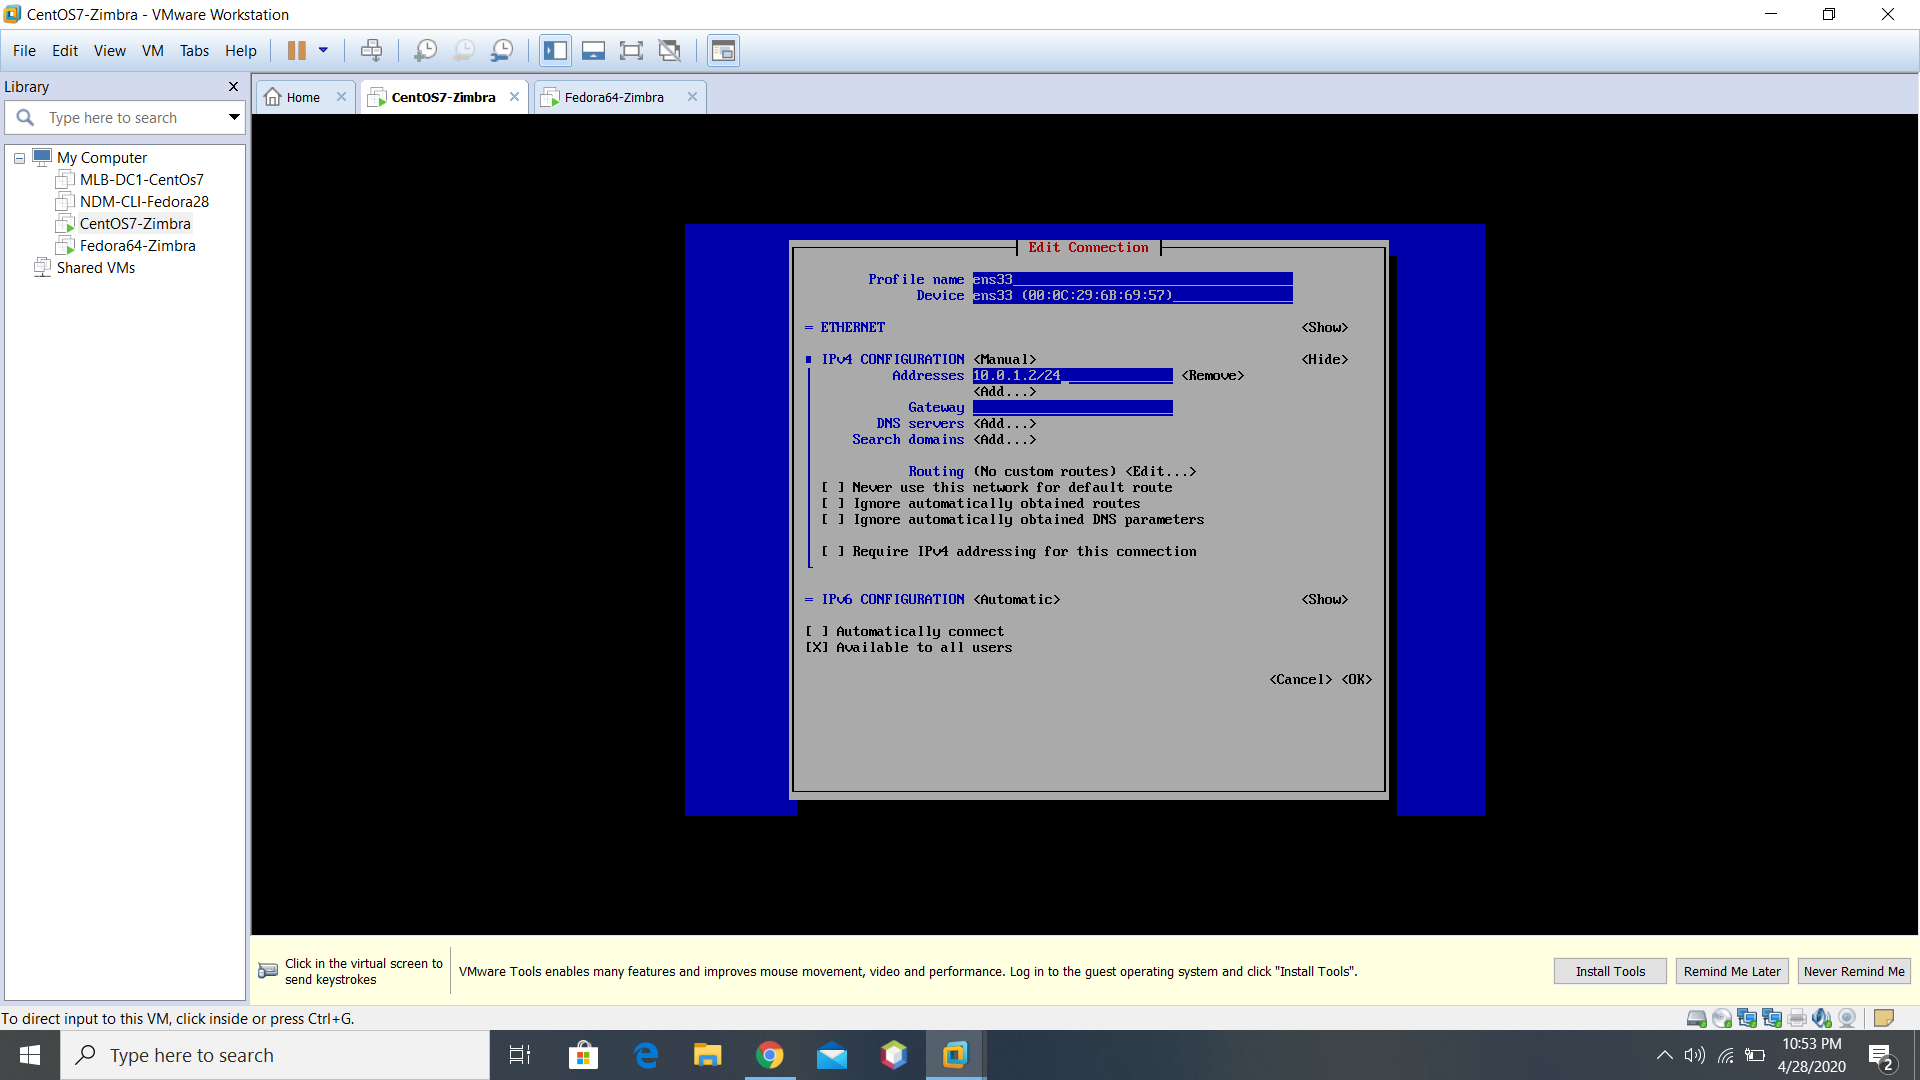 CentOS7-Zimbra - VMware Workstation
File Edit View VM Tabs Help
Library
Type here to search
My Computer
MLB-DC1-CentOs7
NDM-CLI-Fedora28
CentOS7-Zimbra
Fedora64-Zimbra
Shared VMs
Home CentOS7-Zimbra Fedora64-Zimbra
Edit Connection
Profile name ens33
Device ens33 (00:0C:29:6B:69:57)
= ETHERNET <Show>
IPv4 CONFIGURATION <Manual> <Hide>
Addresses 10.0.1.2/24 <Remove>
<Add...>
Gateway
DNS servers <Add...>
Search domains <Add...>
Routing (No custom routes) <Edit...>
[ ] Never use this network for default route
[ ] Ignore automatically obtained routes
[ ] Ignore automatically obtained DNS parameters
[ ] Require IPv4 addressing for this connection
= IPv6 CONFIGURATION <Automatic> <Show>
[ ] Automatically connect
[X] Available to all users
<Cancel> <OK>
Click in the virtual screen to
send keystrokes
VMware Tools enables many features and improves mouse movement, video and performance. Log in to the guest operating system and click "Install Tools".
Install Tools Remind Me Later Never Remind Me
To direct input to this VM, click inside or press Ctrl+G.
Type here to search
10:53 PM
4/28/2020
2